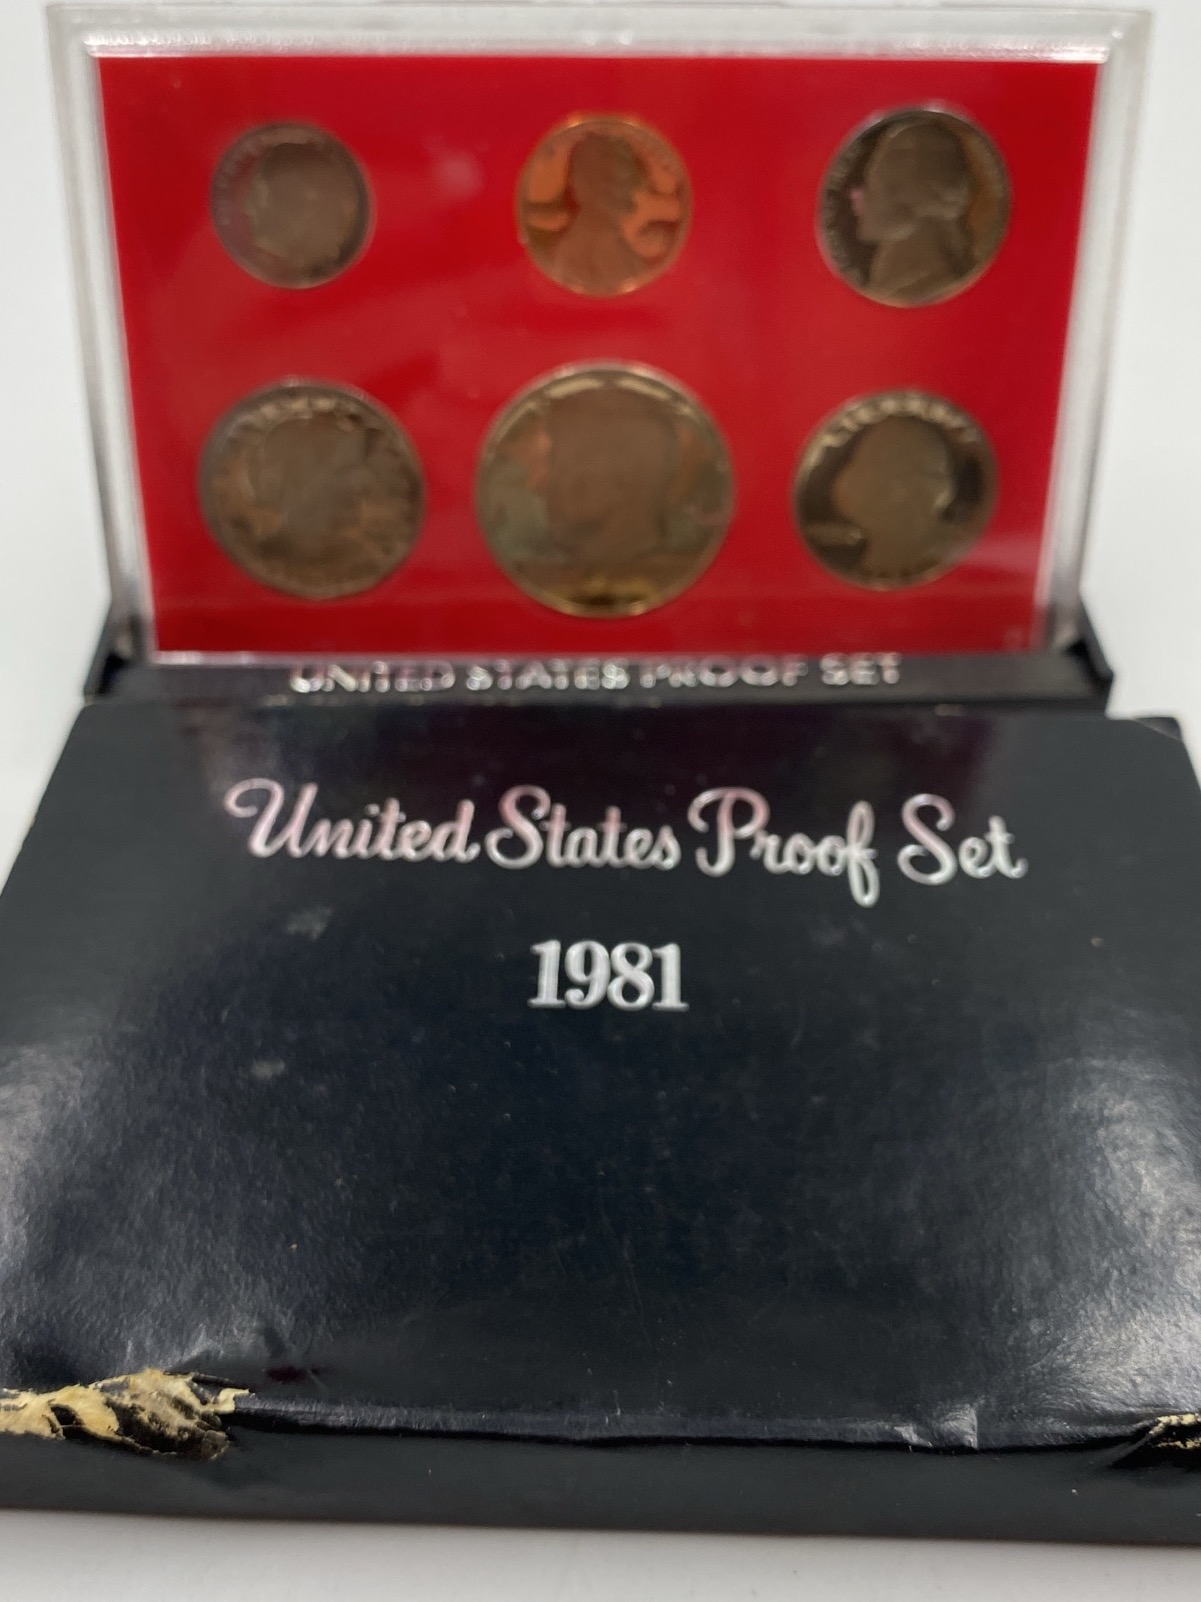 UNITED STATES PROOF SET
United States Proof Set
1981